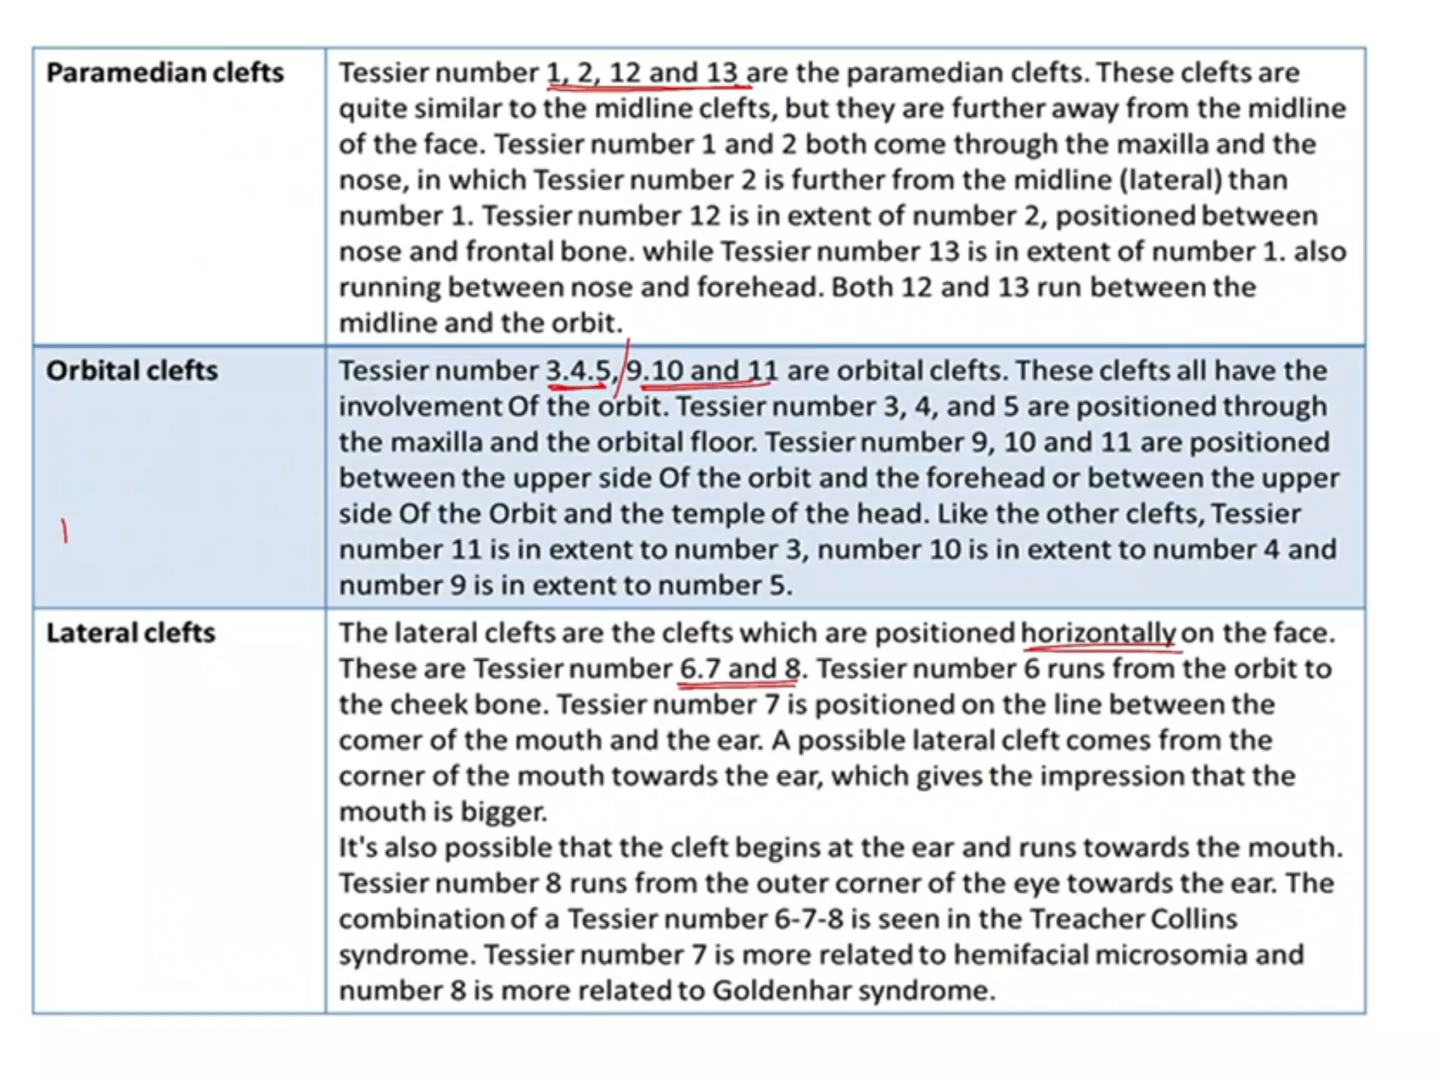 Paramedian clefts
Tessier number 1, 2, 12 and 13 are the paramedian clefts. These clefts are
quite similar to the midline clefts, but they are further away from the midline
of the face. Tessier number 1 and 2 both come through the maxilla and the
nose, in which Tessier number 2 is further from the midline (lateral) than
number 1. Tessier number 12 is in extent of number 2, positioned between
nose and frontal bone. while Tessier number 13 is in extent of number 1. also
running between nose and forehead. Both 12 and 13 run between the
midline and the orbit.
Orbital clefts
Tessier number 3.4.5, 9.10 and 11 are orbital clefts. These clefts all have the
involvement Of the orbit. Tessier number 3, 4, and 5 are positioned through
the maxilla and the orbital floor. Tessier number 9, 10 and 11 are positioned
between the upper side Of the orbit and the forehead or between the upper
side Of the Orbit and the temple of the head. Like the other clefts, Tessier
number 11 is in extent to number 3, number 10 is in extent to number 4 and
number 9 is in extent to number 5.
Lateral clefts
The lateral clefts are the clefts which are positioned horizontally on the face.
These are Tessier number 6.7 and 8. Tessier number 6 runs from the orbit to
the cheek bone. Tessier number 7 is positioned on the line between the
comer of the mouth and the ear. A possible lateral cleft comes from the
corner of the mouth towards the ear, which gives the impression that the
mouth is bigger.
It's also possible that the cleft begins at the ear and runs towards the mouth.
Tessier number 8 runs from the outer corner of the eye towards the ear. The
combination of a Tessier number 6-7-8 is seen in the Treacher Collins
syndrome. Tessier number 7 is more related to hemifacial microsomia and
number 8 is more related to Goldenhar syndrome.